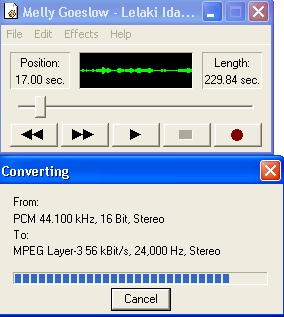 Melly Goeslow - Lelaki Ida...
File Edit Effects Help
Position: Length:
17.00 sec. 229.84 sec.
Converting
From:
PCM 44.100 kHz, 16 Bit, Stereo
To:
MPEG Layer-3 56 kBit/s, 24,000 Hz, Stereo
Cancel